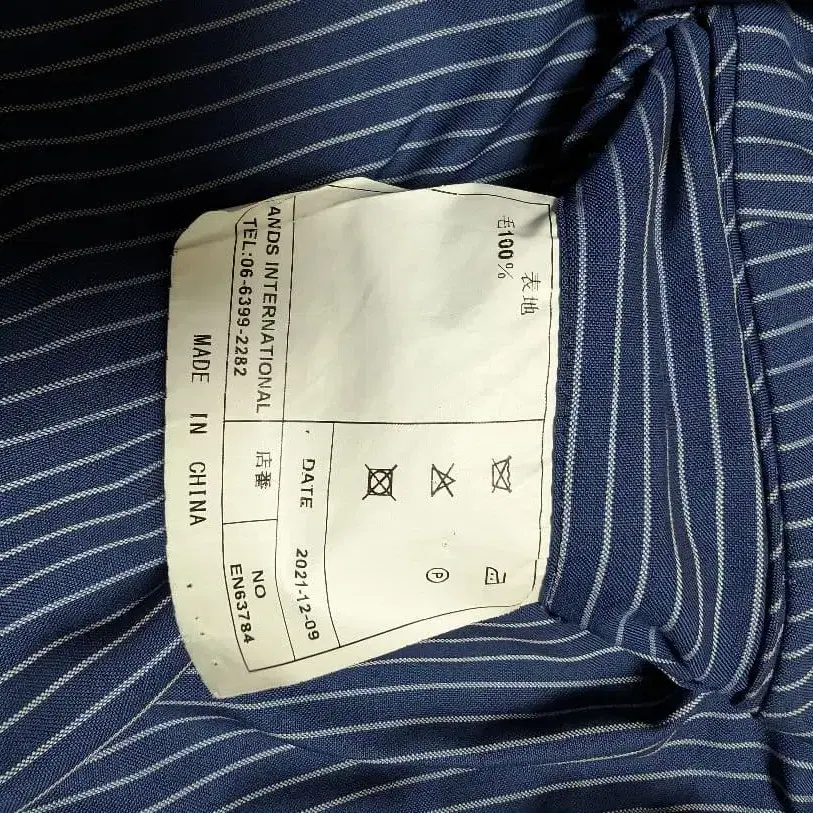 表地
毛100%
Ⓟ
DATE 2021-12-09
ANDS INTERNATIONAL
TEL:06-6399-2282
店番
NO
EN63784
MADE IN CHINA